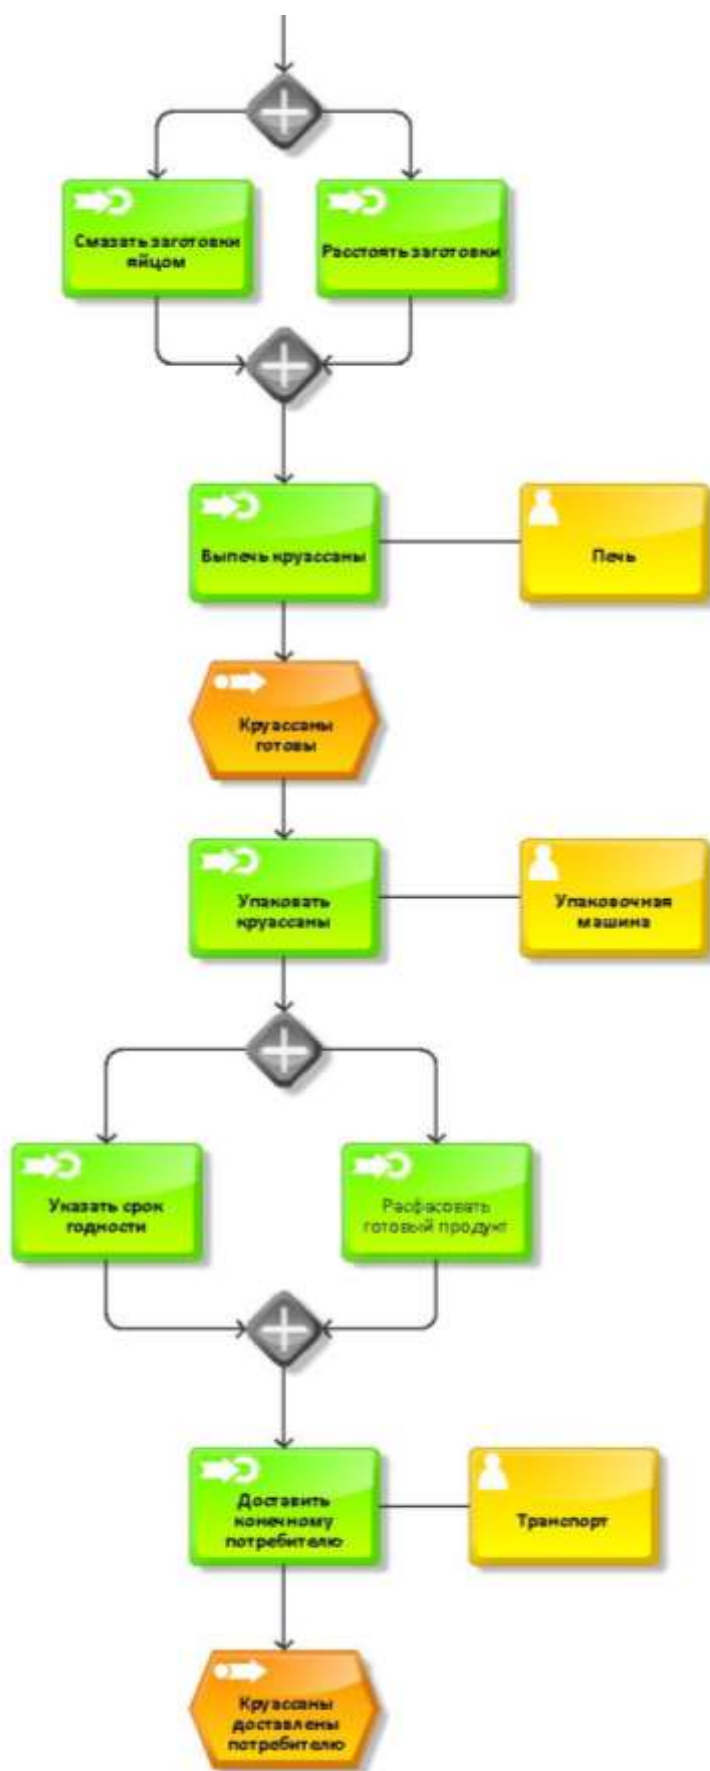 Смазать заготовки
яйцом
Расстоять заготовки
Выпечь круассаны
Печь
Круассаны
готовы
Упаковать
круассаны
Упаковочная
машина
Указать срок
годности
Расфасовать
готовый продукт
Доставить
конечному
потребителю
Транспорт
Круассаны
доставлены
потребителю